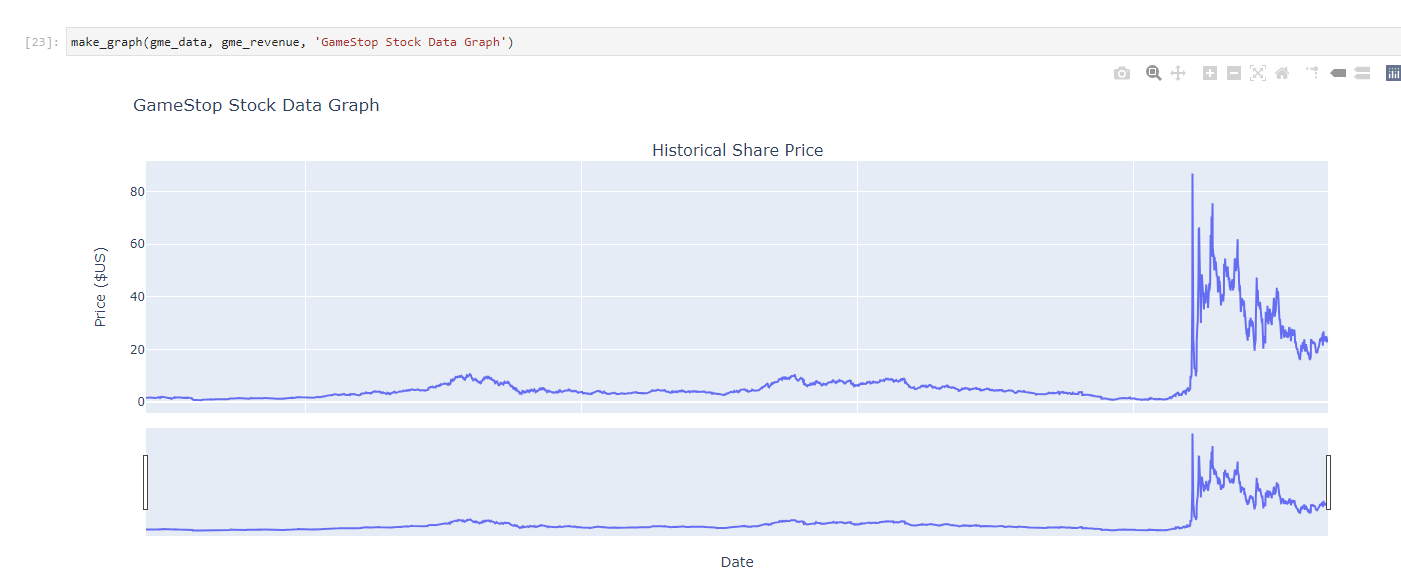 [23]: make_graph(gme_data, gme_revenue, 'GameStop Stock Data Graph')
GameStop Stock Data Graph
Historical Share Price
Price ($US)
80
60
40
20
0
Date